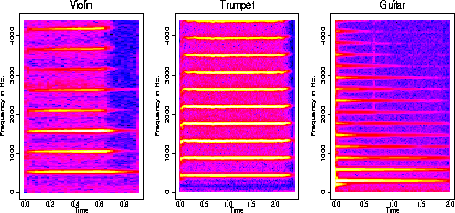 Violin
Trumpet
Guitar
Frequency in Hz.
0 1000 2000 3000 4000
0.0 0.2 0.4 0.6 0.8
Time
Frequency in Hz.
0 1000 2000 3000 4000
0.0 0.5 1.0 1.5 2.0
Time
Frequency in Hz.
0 1000 2000 3000 4000
0.0 0.5 1.0 1.5 2.0
Time